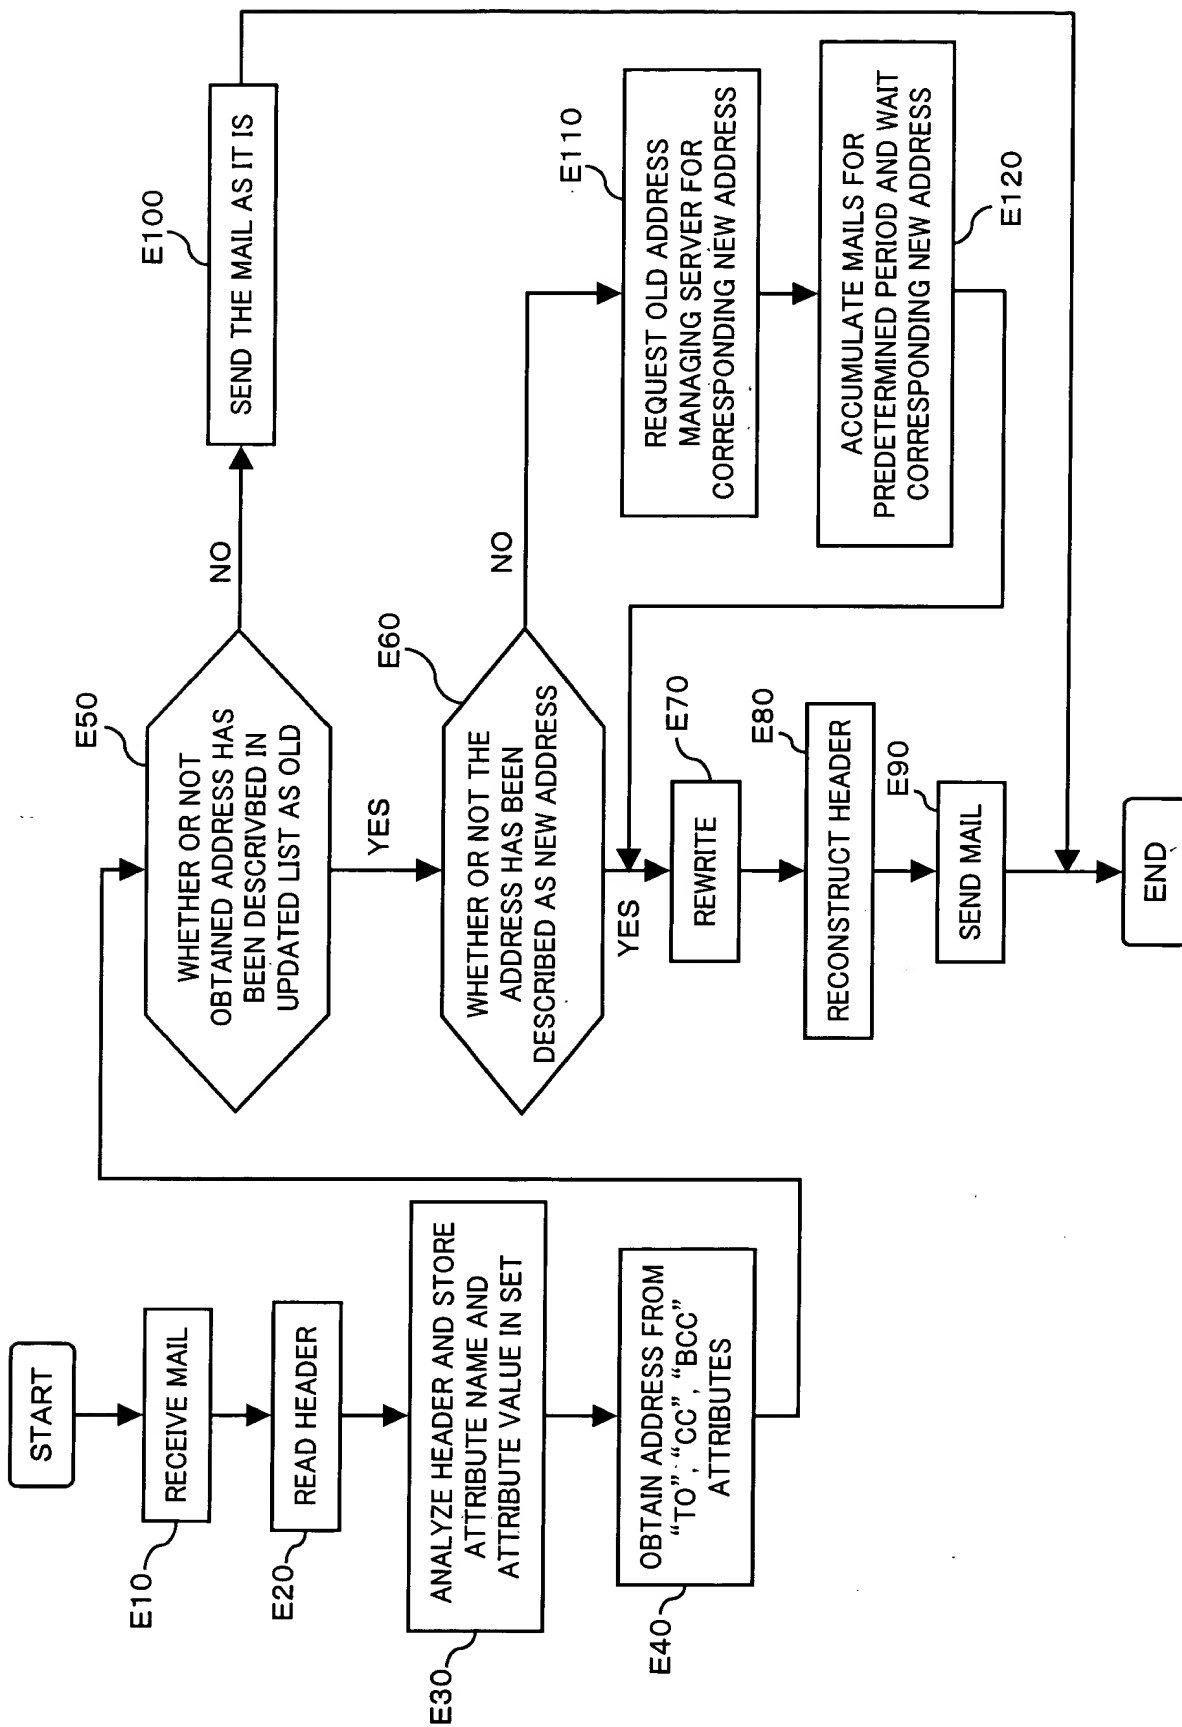 START
E10
RECEIVE MAIL
E20
READ HEADER
E30
ANALYZE HEADER AND STORE
ATTRIBUTE NAME AND
ATTRIBUTE VALUE IN SET
E40
OBTAIN ADDRESS FROM
“TO”, “CC”, “BCC”
ATTRIBUTES
E50
WHETHER OR NOT
OBTAINED ADDRESS HAS
BEEN DESCRIVBED IN
UPDATED LIST AS OLD
NO
YES
E60
WHETHER OR NOT THE
ADDRESS HAS BEEN
DESCRIBED AS NEW ADDRESS
NO
YES
E70
REWRITE
E80
RECONSTRUCT HEADER
E90
SEND MAIL
END
E100
SEND THE MAIL AS IT IS
E110
REQUEST OLD ADDRESS
MANAGING SERVER FOR
CORRESPONDING NEW ADDRESS
ACCUMULATE MAILS FOR
PREDETERMINED PERIOD AND WAIT
CORRESPONDING NEW ADDRESS
E120